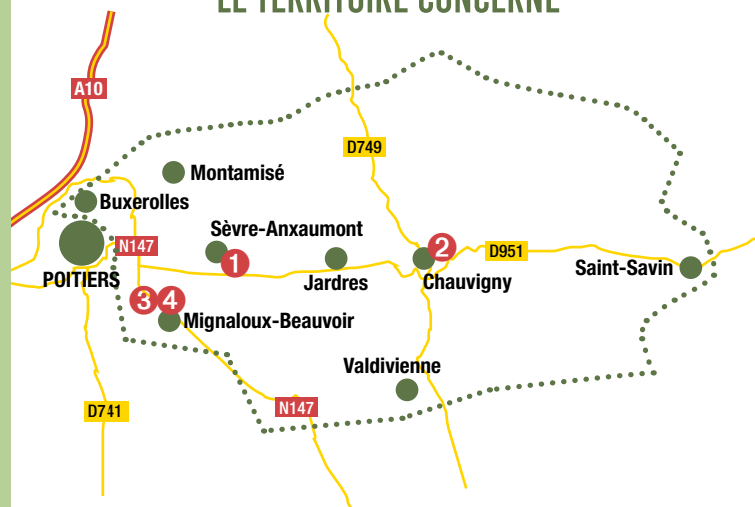 LE TERRITOIRE CONCERNÉ
A10
D749
Montamisé
Buxerolles
Sèvre-Anxaumont
N147
1
2
D951
POITIERS
Jardres
Chauvigny
Saint-Savin
3 4
Mignaloux-Beauvoir
Valdivienne
D741
N147